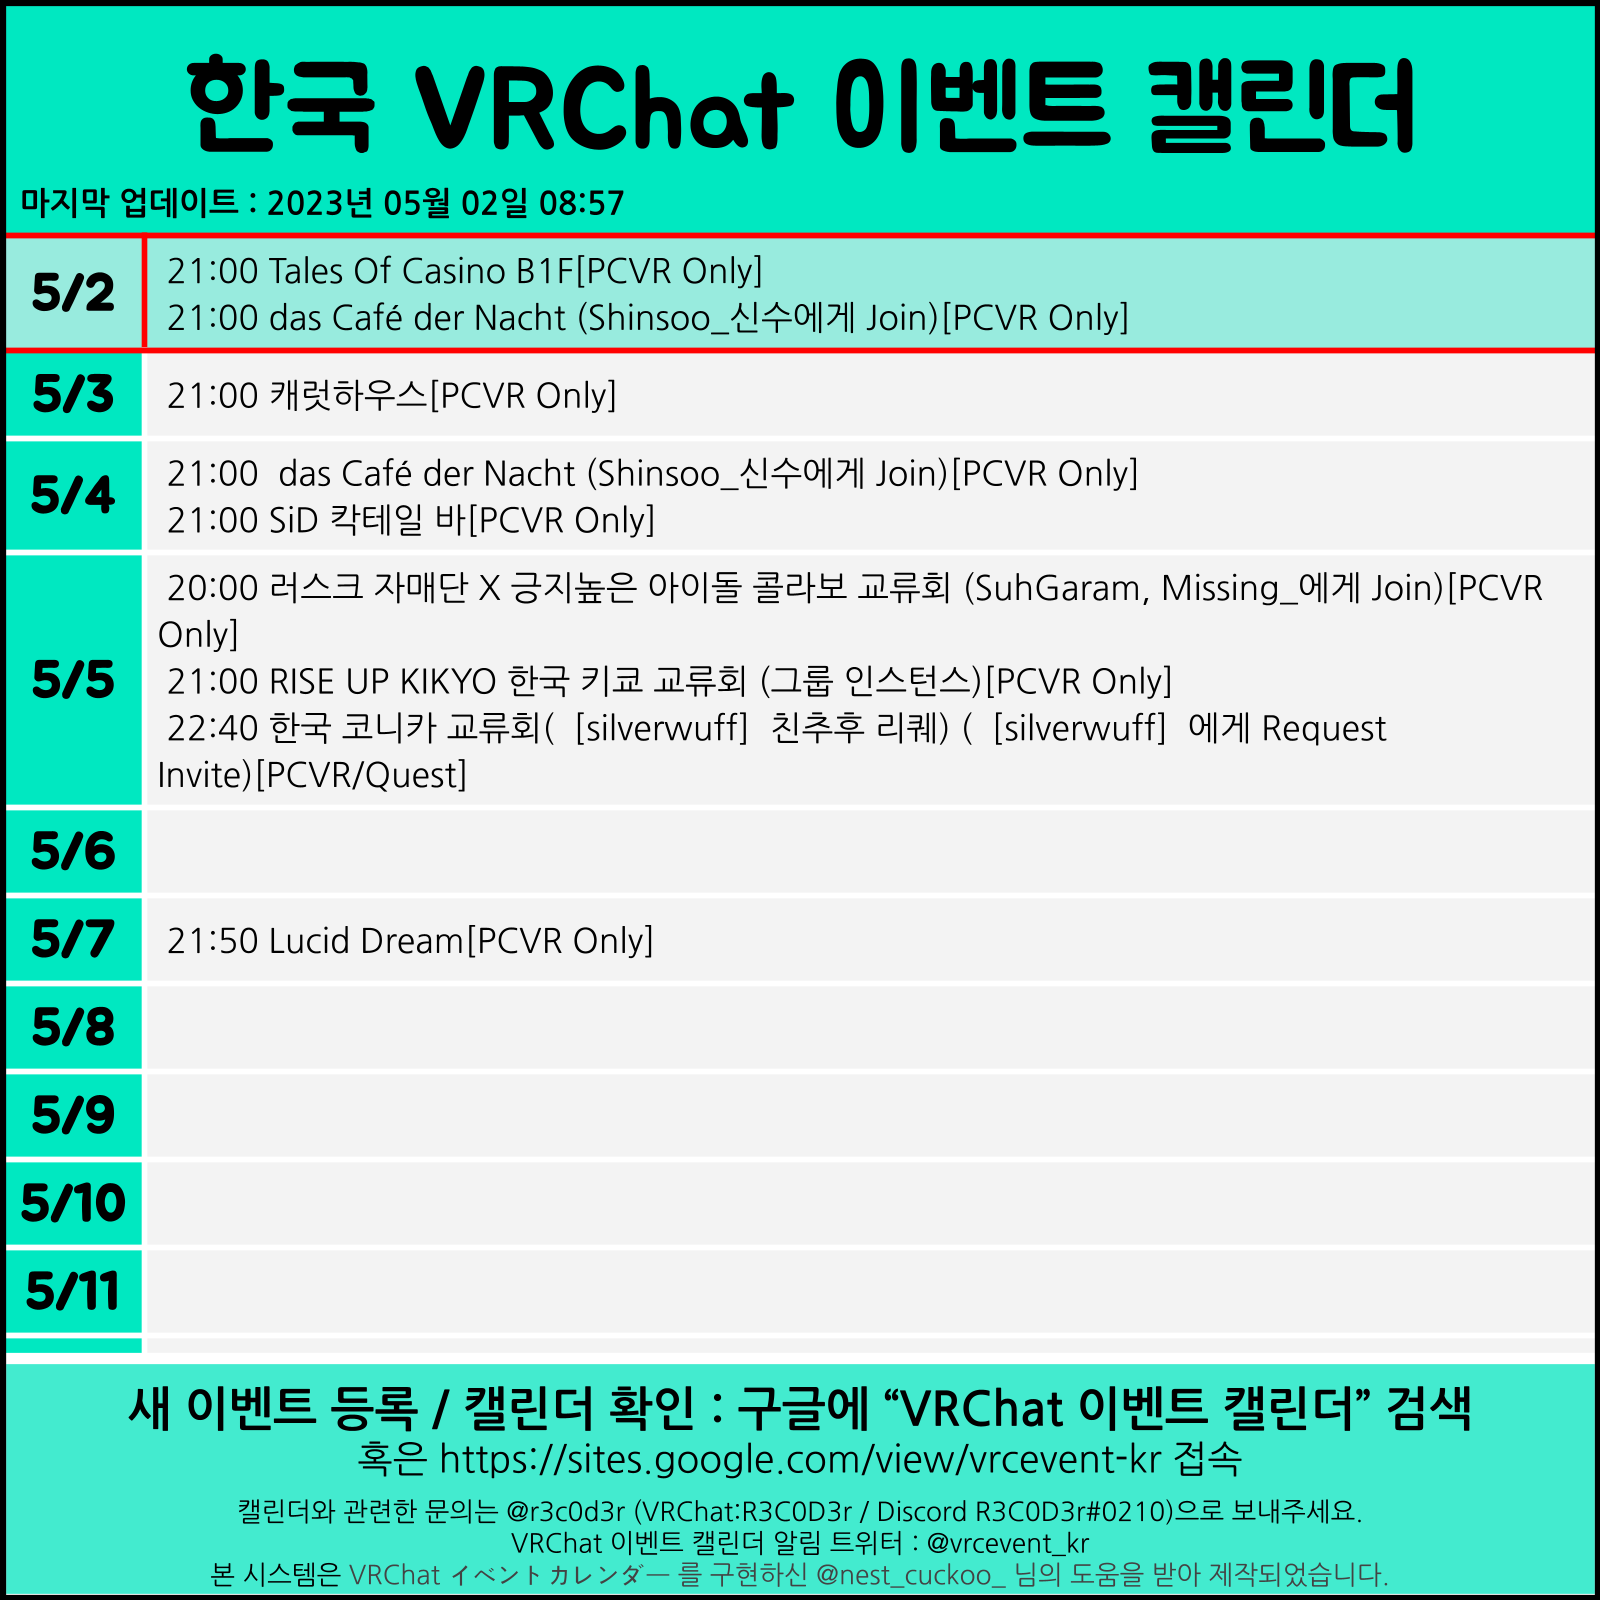 한국 VRChat 이벤트 캘린더
마지막 업데이트 : 2023년 05월 02일 08:57
5/2
21:00 Tales Of Casino B1F[PCVR Only]
21:00 das Café der Nacht (Shinsoo_신수에게 Join)[PCVR Only]
5/3
21:00 캐럿하우스[PCVR Only]
5/4
21:00  das Café der Nacht (Shinsoo_신수에게 Join)[PCVR Only]
21:00 SiD 칵테일 바[PCVR Only]
5/5
20:00 러스크 자매단 X 긍지높은 아이돌 콜라보 교류회 (SuhGaram, Missing_에게 Join)[PCVR
Only]
21:00 RISE UP KIKYO 한국 키쿄 교류회 (그룹 인스턴스)[PCVR Only]
22:40 한국 코니카 교류회(  [silverwuff]  친추후 리퀘) (  [silverwuff]  에게 Request
Invite)[PCVR/Quest]
5/6
5/7
21:50 Lucid Dream[PCVR Only]
5/8
5/9
5/10
5/11
새 이벤트 등록 / 캘린더 확인 : 구글에 “VRChat 이벤트 캘린더” 검색
혹은 https://sites.google.com/view/vrcevent-kr 접속
캘린더와 관련한 문의는 @r3c0d3r (VRChat:R3C0D3r / Discord R3C0D3r#0210)으로 보내주세요.
VRChat 이벤트 캘린더 알림 트위터 : @vrcevent_kr
본 시스템은 VRChat イベントカレンダー 를 구현하신 @nest_cuckoo_ 님의 도움을 받아 제작되었습니다.